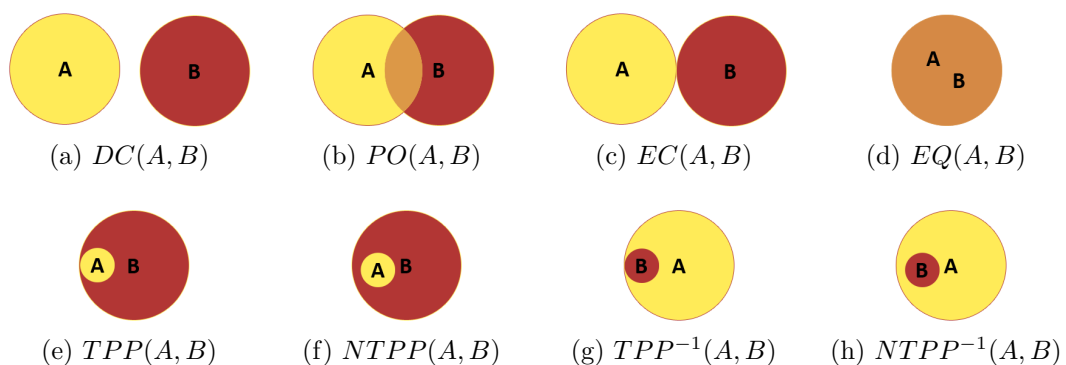 A B A B A B A B
(a) DC(A, B) (b) PO(A, B) (c) EC(A, B) (d) EQ(A, B)
A B A B B A B A
(e) TPP(A, B) (f) NTPP(A, B) (g) TPP⁻¹(A, B) (h) NTPP⁻¹(A, B)